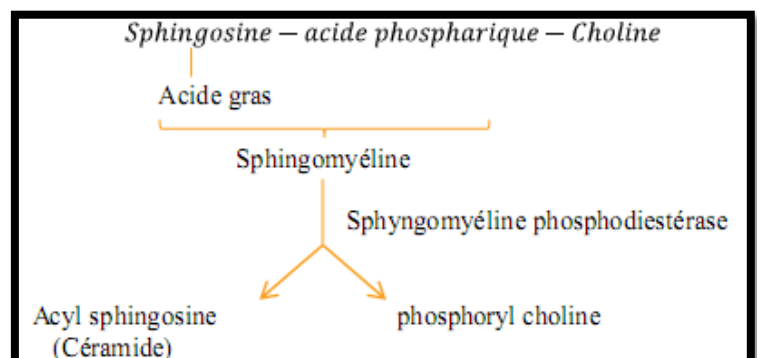 Sphingosine – acide phospharique – Choline
Acide gras
Sphingomyéline
Sphyngomyéline phosphodiestérase
Acyl sphingosine phosphoryl choline
(Céramide)